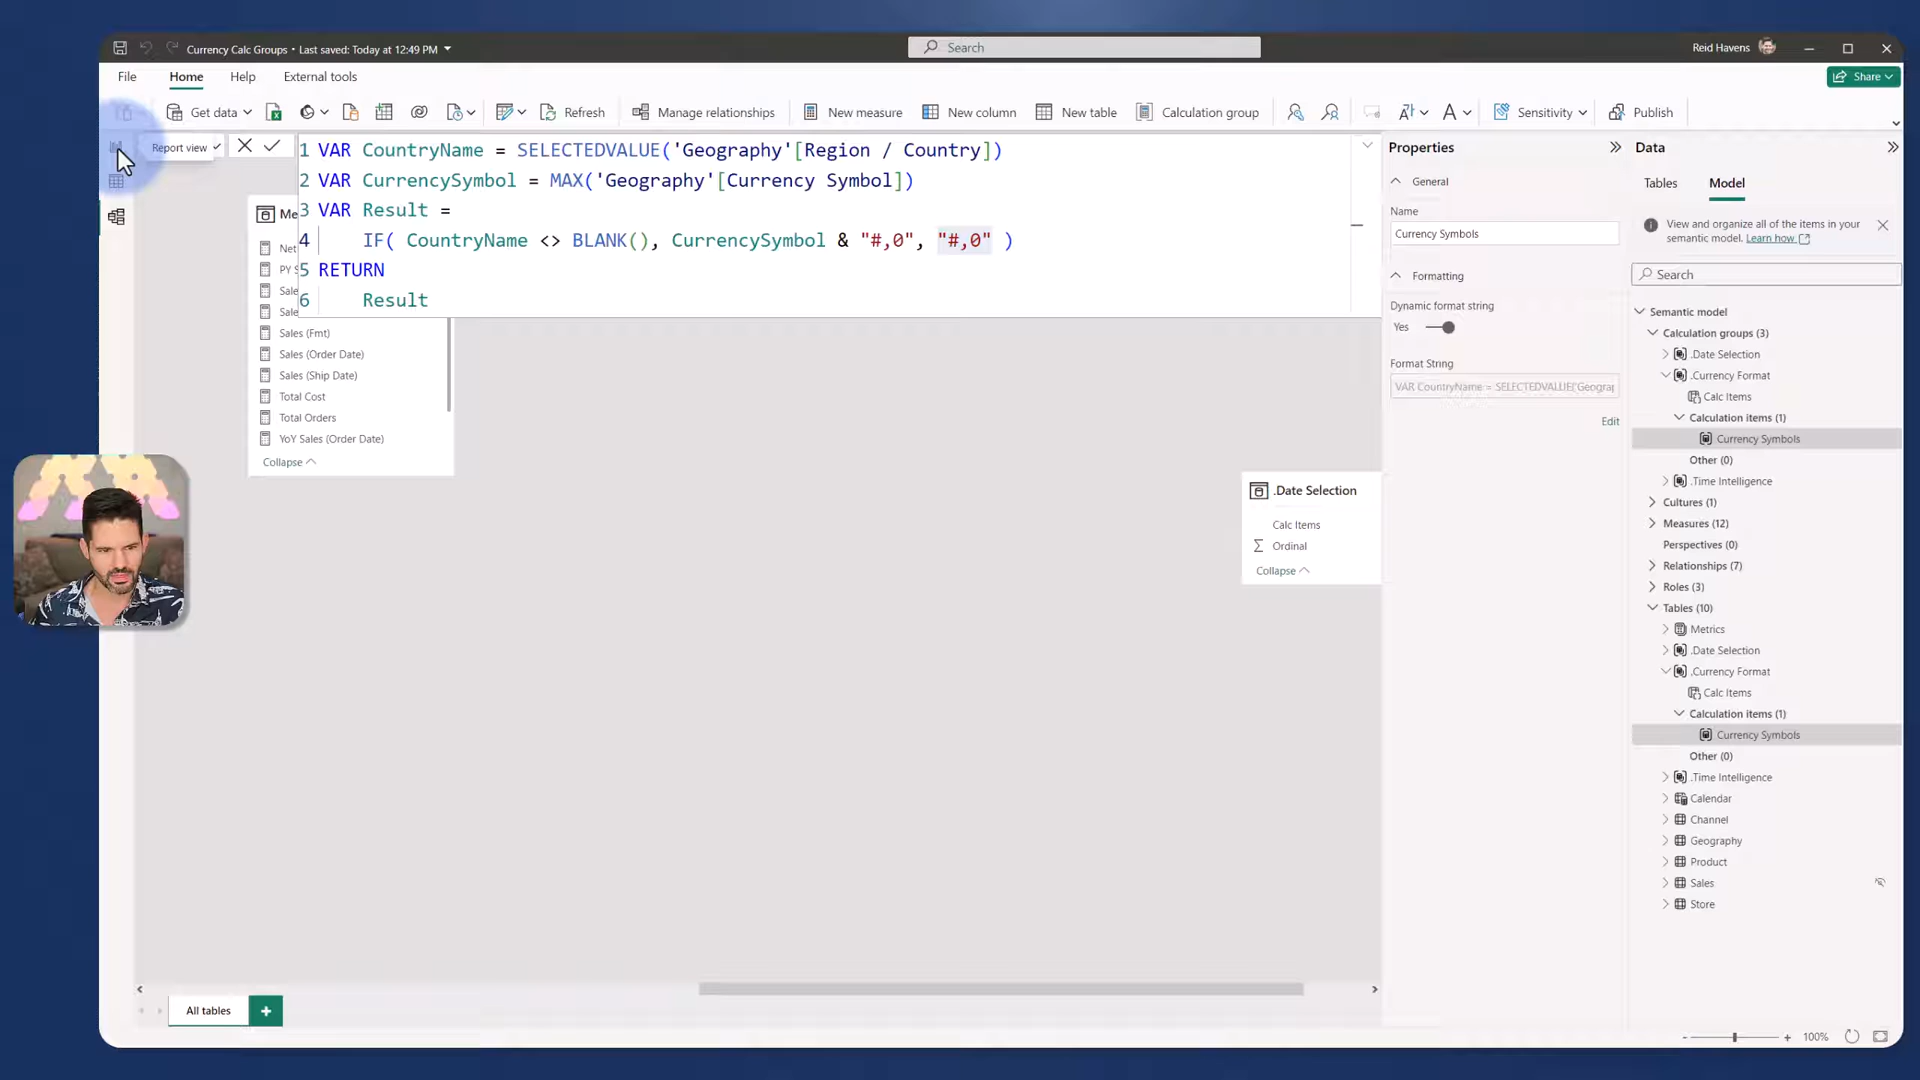 Currency Calc Groups • Last saved: Today at 12:49 PM
Search
Reid Havens
File
Home
Help
External tools
Share
Get data
Refresh
Manage relationships
New measure
New column
New table
Calculation group
Sensitivity
Publish
Report view
1 VAR CountryName = SELECTEDVALUE('Geography'[Region / Country])
2 VAR CurrencySymbol = MAX('Geography'[Currency Symbol])
3 VAR Result =
4 IF( CountryName <> BLANK(), CurrencySymbol & "#,0", "#,0" )
5 RETURN
6 Result
Me
Net
PY S
Sale
Sale
Sales (Fmt)
Sales (Order Date)
Sales (Ship Date)
Total Cost
Total Orders
YoY Sales (Order Date)
Collapse
.Date Selection
Calc Items
Ordinal
Collapse
All tables
Properties
General
Name
Currency Symbols
Formatting
Dynamic format string
Yes
Format String
VAR CountryName = SELECTEDVALUE('Geograp
Edit
Data
Tables
Model
View and organize all of the items in your
semantic model. Learn how
Search
Semantic model
Calculation groups (3)
.Date Selection
.Currency Format
Calc Items
Calculation items (1)
Currency Symbols
Other (0)
.Time Intelligence
Cultures (1)
Measures (12)
Perspectives (0)
Relationships (7)
Roles (3)
Tables (10)
Metrics
.Date Selection
.Currency Format
Calc Items
Calculation items (1)
Currency Symbols
Other (0)
.Time Intelligence
Calendar
Channel
Geography
Product
Sales
Store
100%